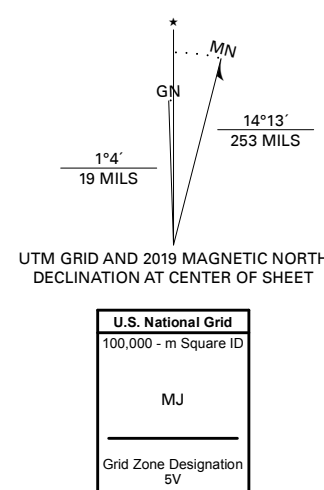 ★
MN
GN
14°13´
253 MILS
1°4´
19 MILS
UTM GRID AND 2019 MAGNETIC NORTH
DECLINATION AT CENTER OF SHEET
U.S. National Grid
100,000 - m Square ID
MJ
Grid Zone Designation
5V